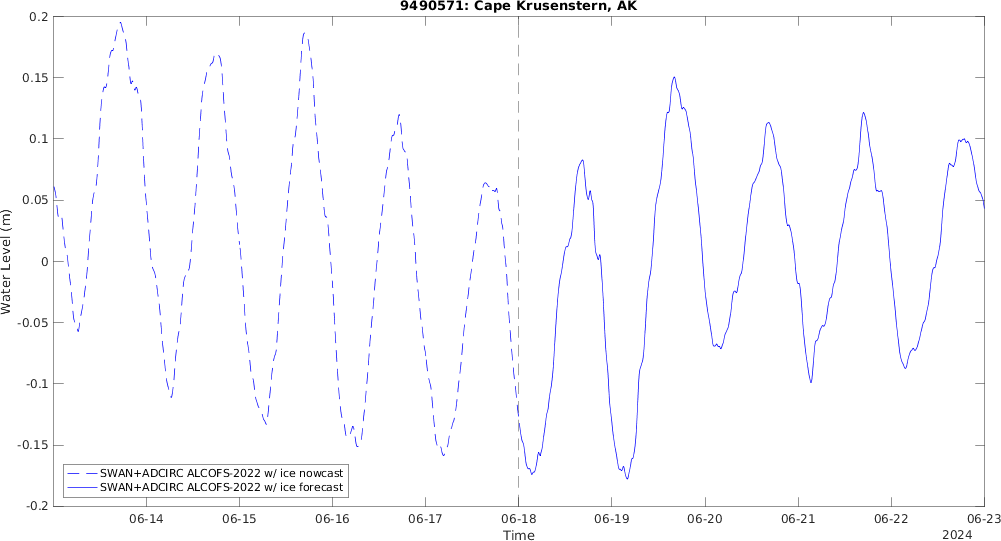 9490571: Cape Krusenstern, AK
0.2
0.15
0.1
0.05
0
-0.05
-0.1
-0.15
-0.2
Water Level (m)
SWAN+ADCIRC ALCOFS-2022 w/ ice nowcast
SWAN+ADCIRC ALCOFS-2022 w/ ice forecast
06-14 06-15 06-16 06-17 06-18 06-19 06-20 06-21 06-22 06-23
Time
2024